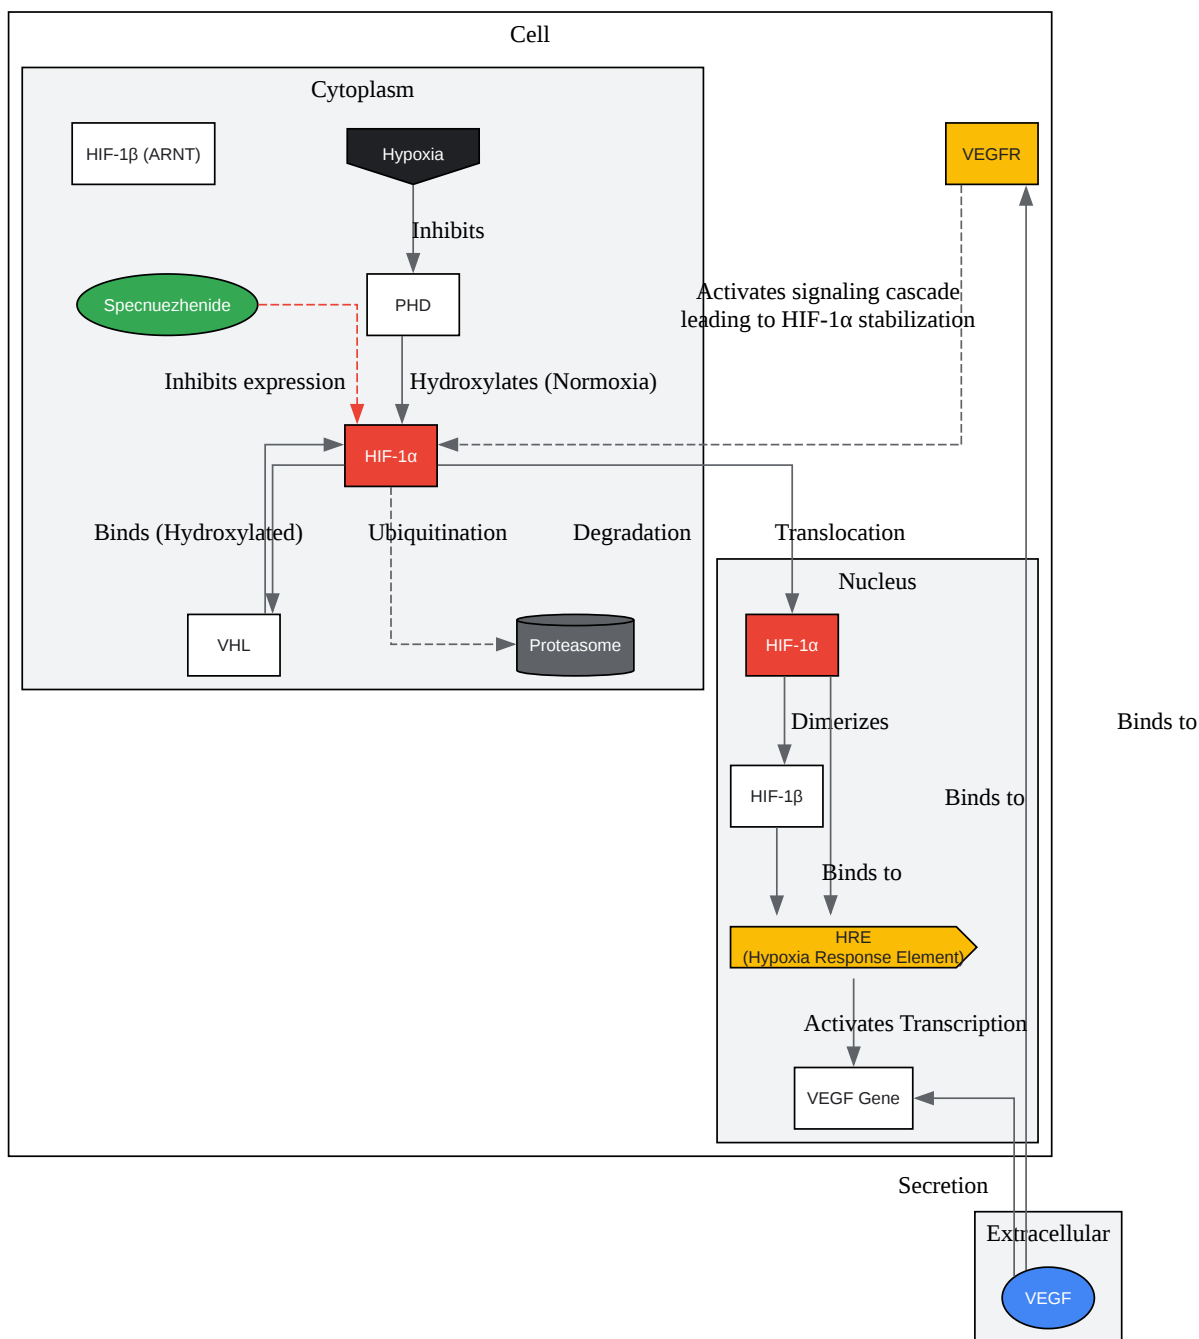 Cell
Cytoplasm
HIF-1β (ARNT)
Hypoxia
VEGFR
Inhibits
Specnuezhenide
PHD
Activates signaling cascade
leading to HIF-1α stabilization
Inhibits expression
Hydroxylates (Normoxia)
HIF-1α
Binds (Hydroxylated)
Ubiquitination
Degradation
Translocation
Nucleus
VHL
Proteasome
HIF-1α
Dimerizes
Binds to
HIF-1β
Binds to
Binds to
HRE
(Hypoxia Response Element)
Activates Transcription
VEGF Gene
Secretion
Extracellular
VEGF